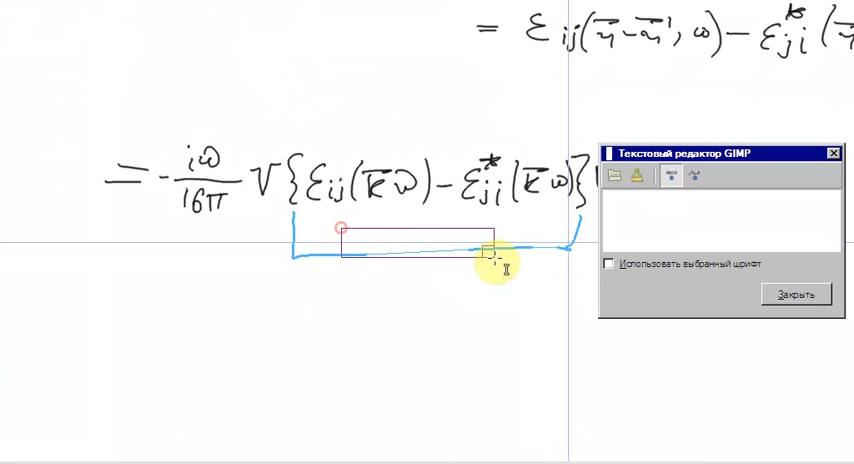 = ε_ij(r̄ - r̄', ω) - ε*_ji(
= -iω/16π V{ε_ij(k̄ω) - ε*_ji(k̄ω)}
Текстовый редактор GIMP
Использовать выбранный шрифт
Закрыть